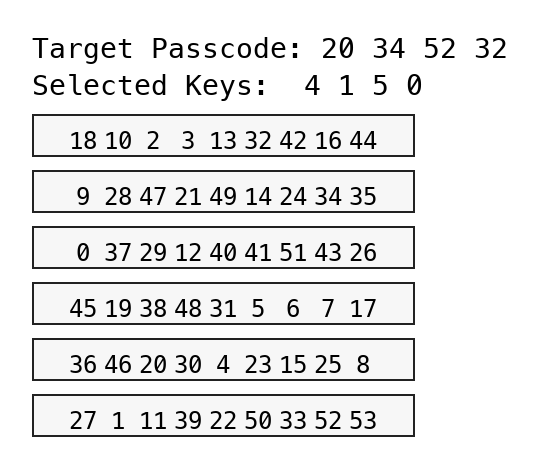 Target Passcode: 20 34 52 32
Selected Keys: 4 1 5 0
18 10 2 3 13 32 42 16 44
9 28 47 21 49 14 24 34 35
0 37 29 12 40 41 51 43 26
45 19 38 48 31 5 6 7 17
36 46 20 30 4 23 15 25 8
27 1 11 39 22 50 33 52 53